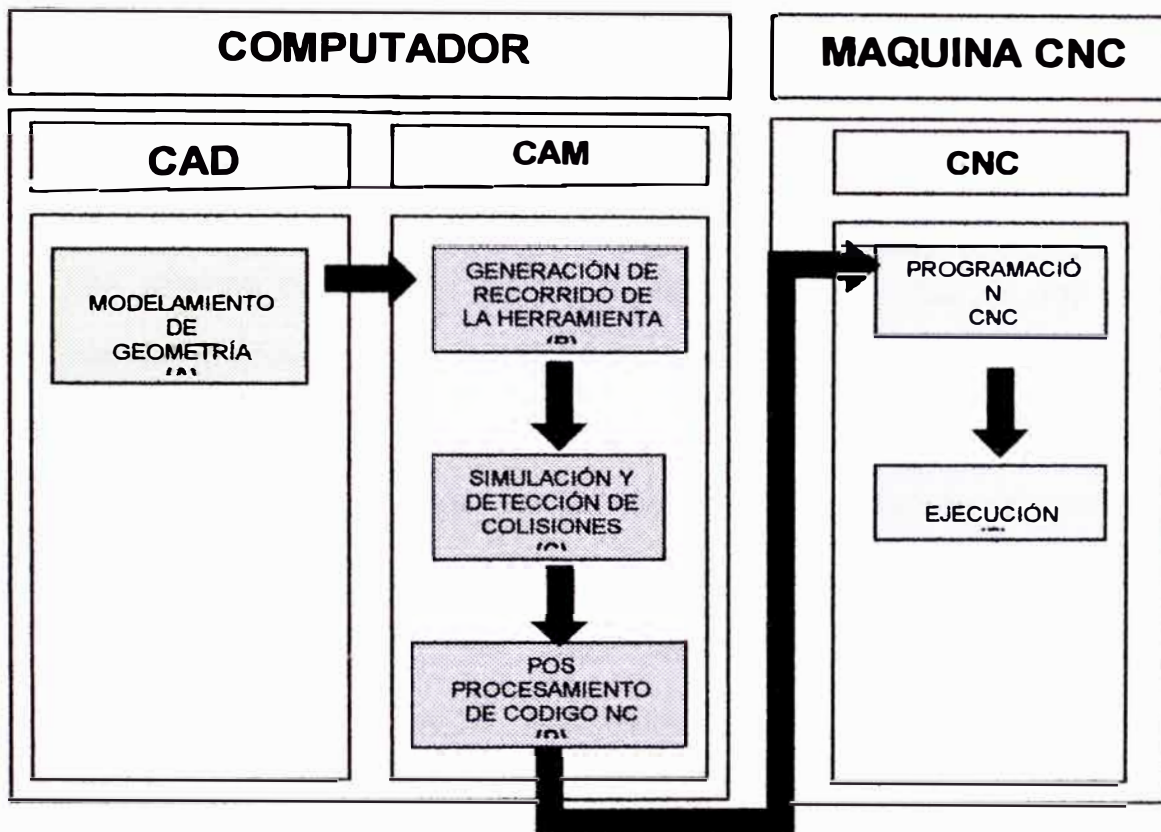 COMPUTADOR
MAQUINA CNC
CAD
CAM
CNC
MODELAMIENTO
DE
GEOMETRÍA
GENERACIÓN DE
RECORRIDO DE
LA HERRAMIENTA
SIMULACIÓN Y
DETECCIÓN DE
COLISIONES
POS
PROCESAMIENTO
DE CODIGO NC
PROGRAMACIÓ
N
CNC
EJECUCIÓN